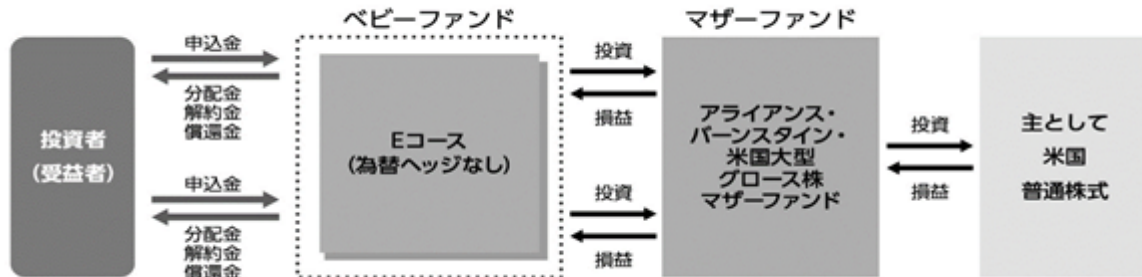 ベビーファンド
マザーファンド
投資者
(受益者)
申込金
分配金
解約金
償還金
申込金
分配金
解約金
償還金
Eコース
(為替ヘッジなし)
投資
損益
投資
損益
アライアンス・
バーンスタイン・
米国大型
グロース株
マザーファンド
投資
損益
主として
米国
普通株式